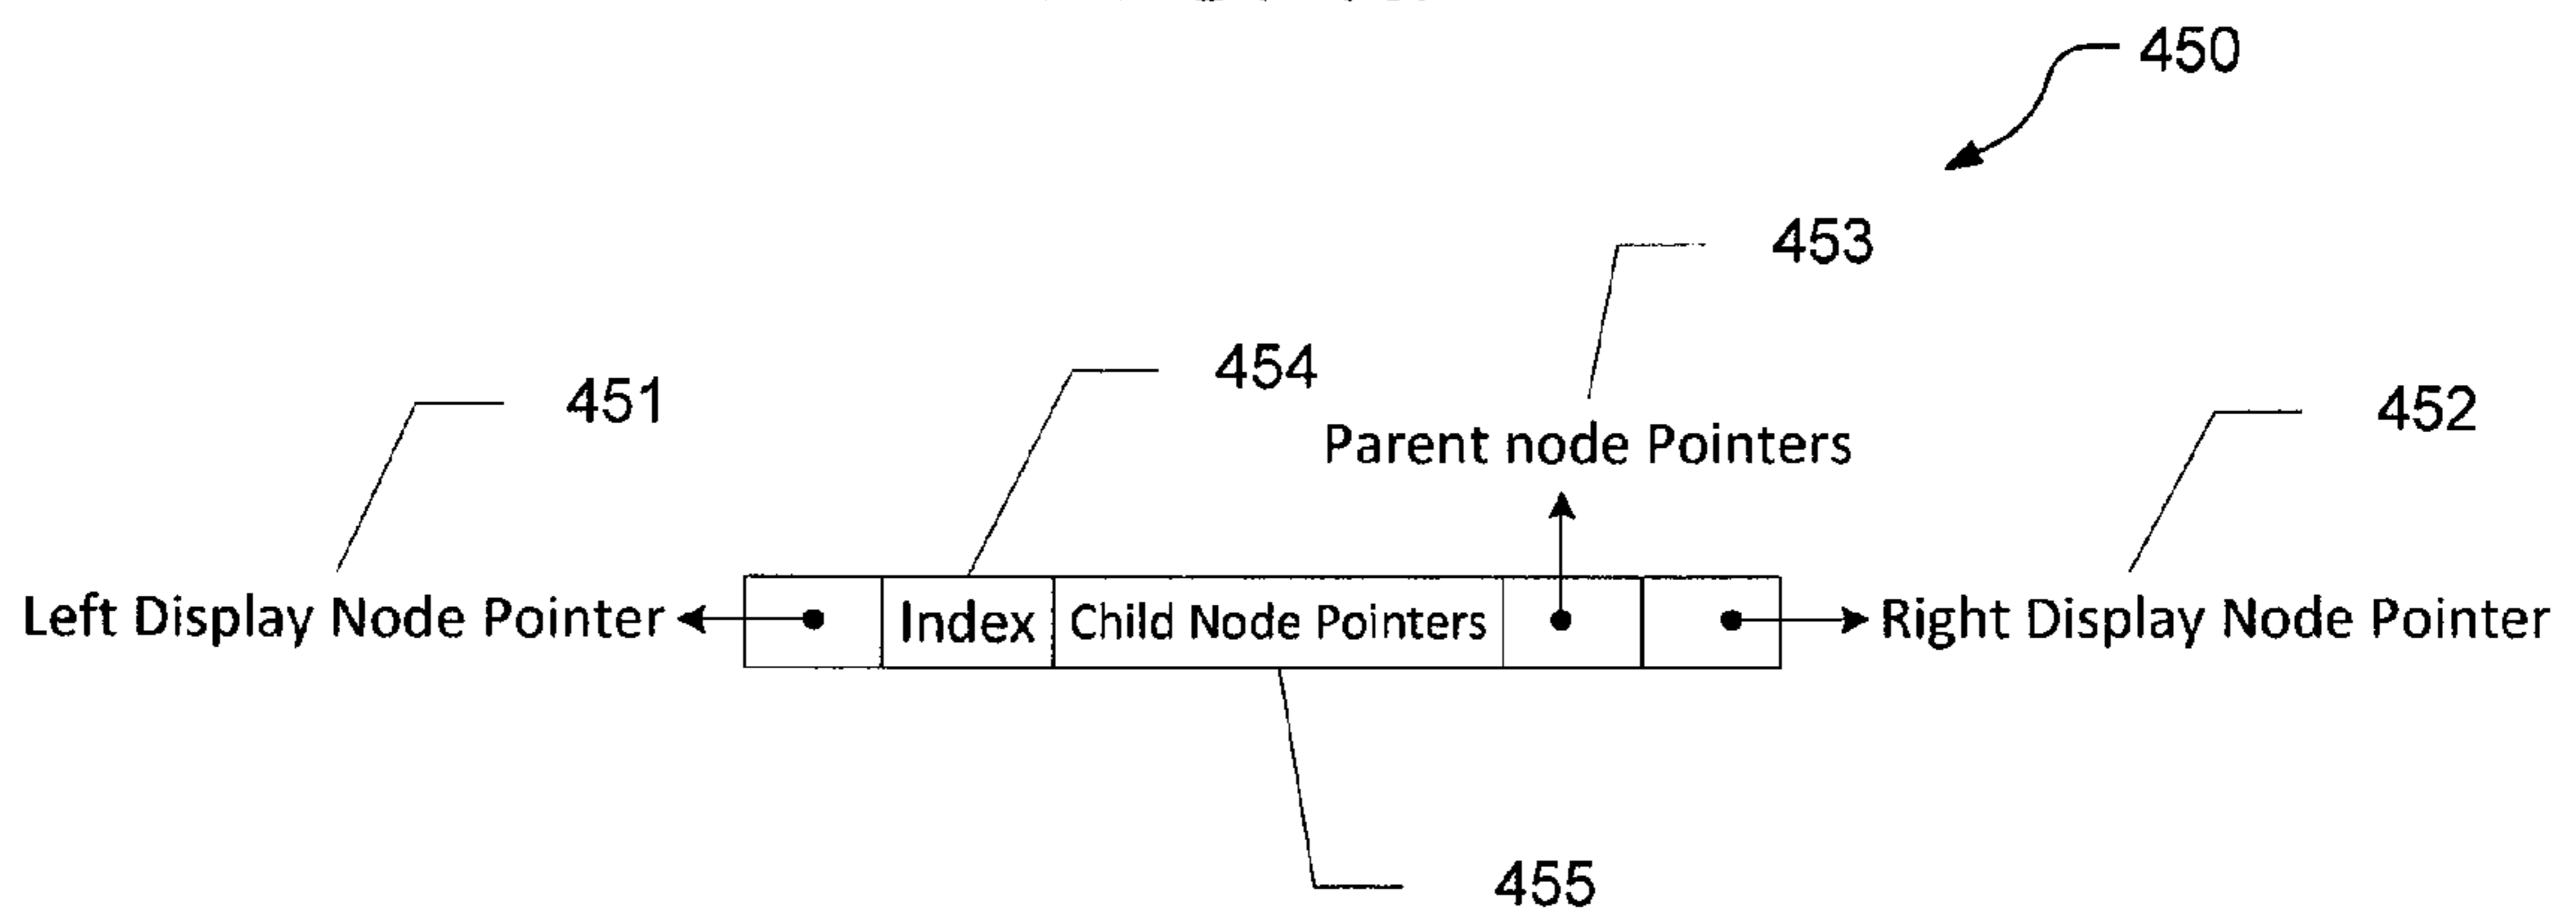 450
453
454
451
452
Parent node Pointers
Left Display Node Pointer
Index
Child Node Pointers
Right Display Node Pointer
455